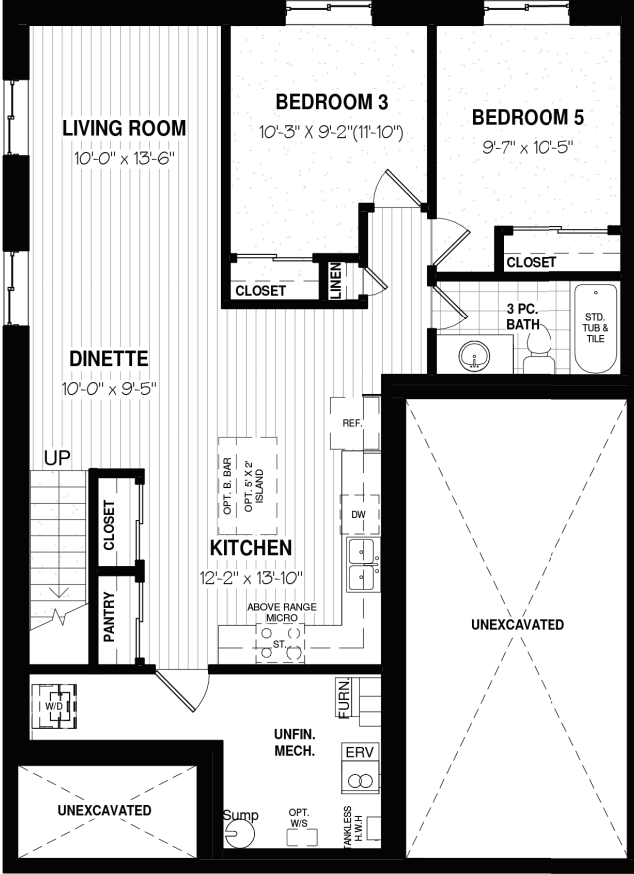 BEDROOM 3
10'-3" X 9'-2"(11'-10")
BEDROOM 5
9'-7" x 10'-5"
LIVING ROOM
10'-0" x 13'-6"
CLOSET
LINEN
CLOSET
3 PC.
BATH
STD.
TUB &
TILE
DINETTE
10'-0" x 9'-5"
REF.
UP
OPT. B. BAR
OPT. 5' X 2'
ISLAND
CLOSET
DW
KITCHEN
12'-2" x 13'-10"
PANTRY
ABOVE RANGE
MICRO
ST.
UNEXCAVATED
W/D
FURN.
UNFIN.
MECH.
ERV
UNEXCAVATED
Sump
OPT.
W/S
TANKLESS
H.W.H